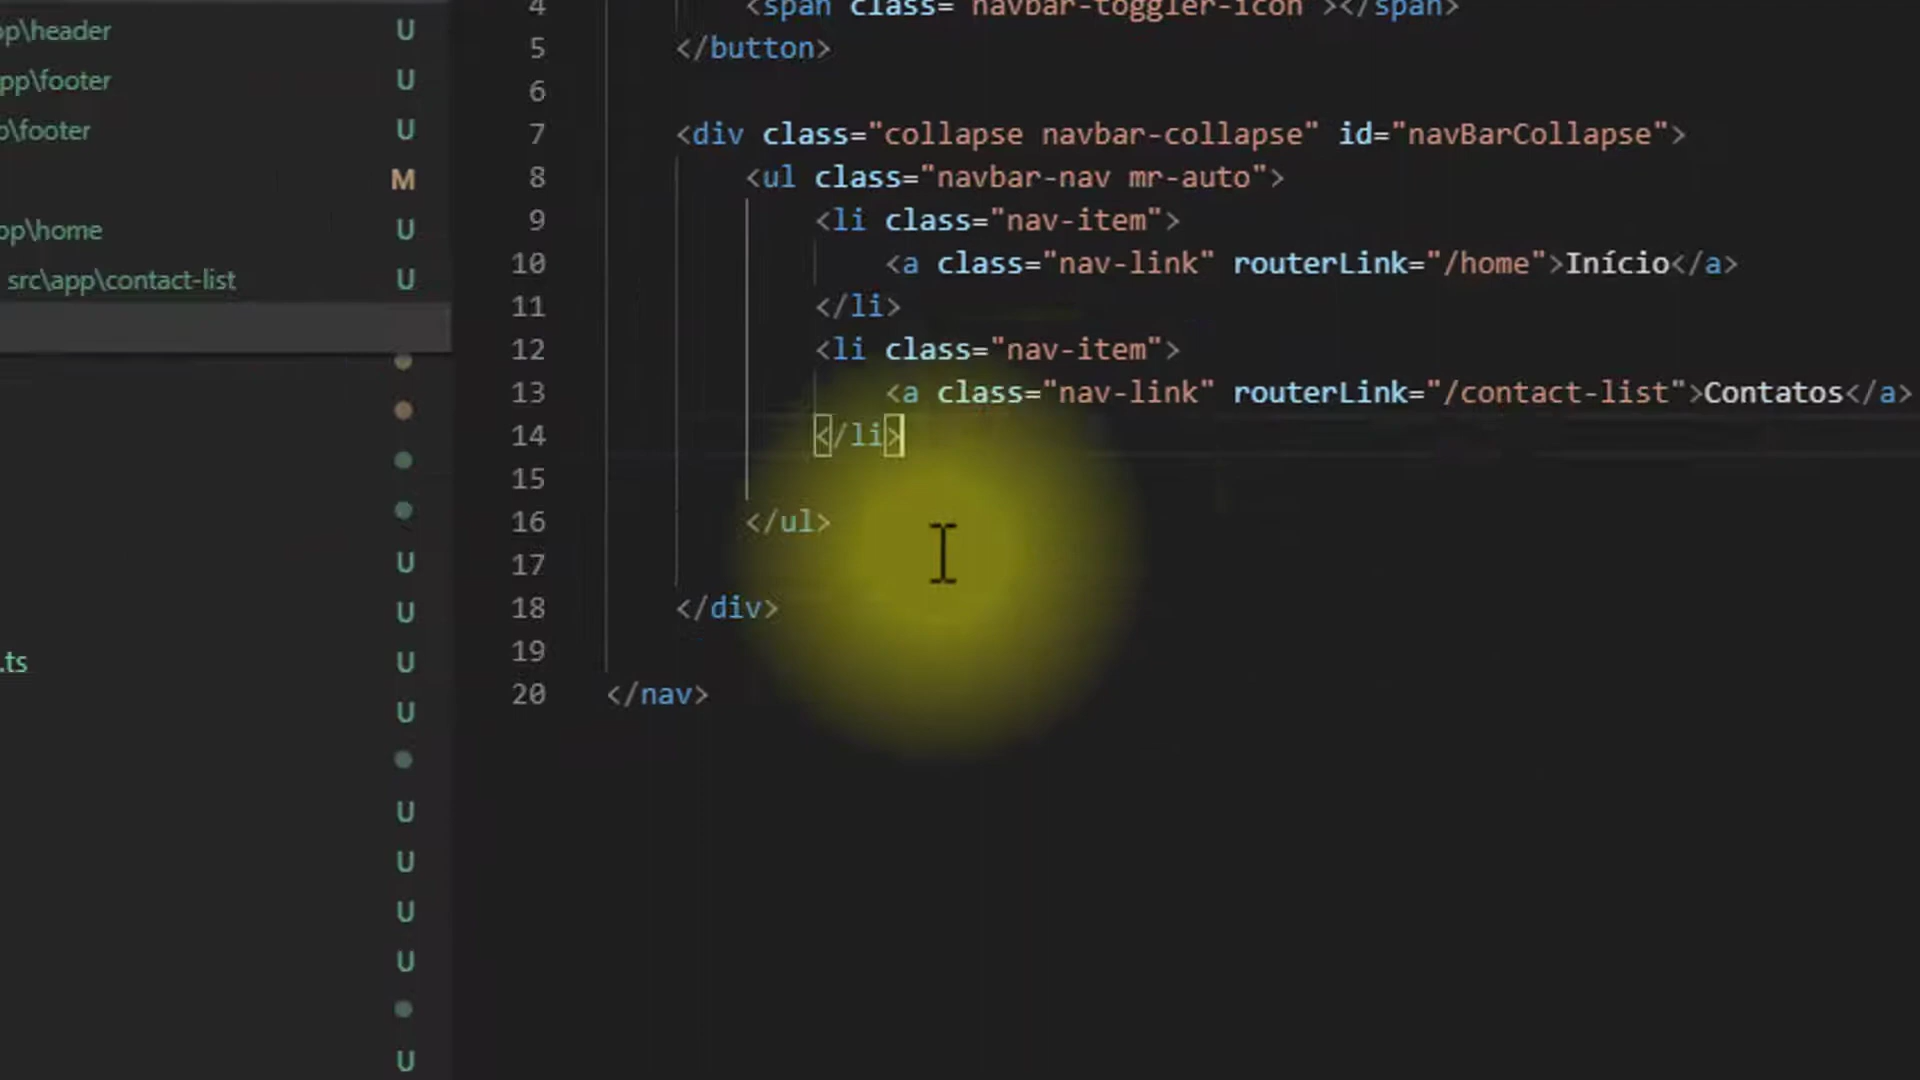 p\header U
pp\footer U
\footer U
M
pp\home U
src\app\contact-list U
U
U
.ts U
U
U
U
U
U
U
4 <span class="navbar-toggler-icon"></span>
5 </button>
6
7 <div class="collapse navbar-collapse" id="navBarCollapse">
8 <ul class="navbar-nav mr-auto">
9 <li class="nav-item">
10 <a class="nav-link" routerLink="/home">Início</a>
11 </li>
12 <li class="nav-item">
13 <a class="nav-link" routerLink="/contact-list">Contatos</a>
14 </li>
15
16 </ul>
17
18 </div>
19
20 </nav>